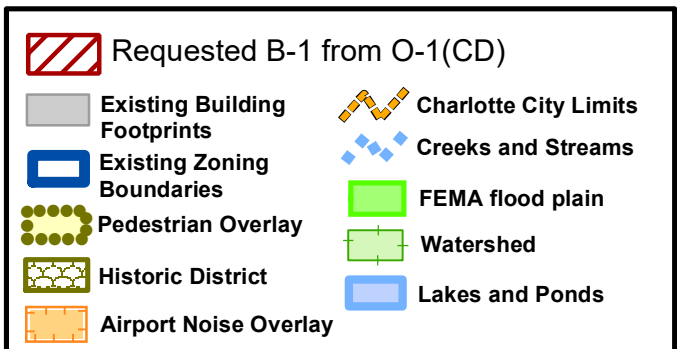 Requested B-1 from O-1(CD)
Existing Building
Footprints
Existing Zoning
Boundaries
Pedestrian Overlay
Historic District
Airport Noise Overlay
Charlotte City Limits
Creeks and Streams
FEMA flood plain
Watershed
Lakes and Ponds